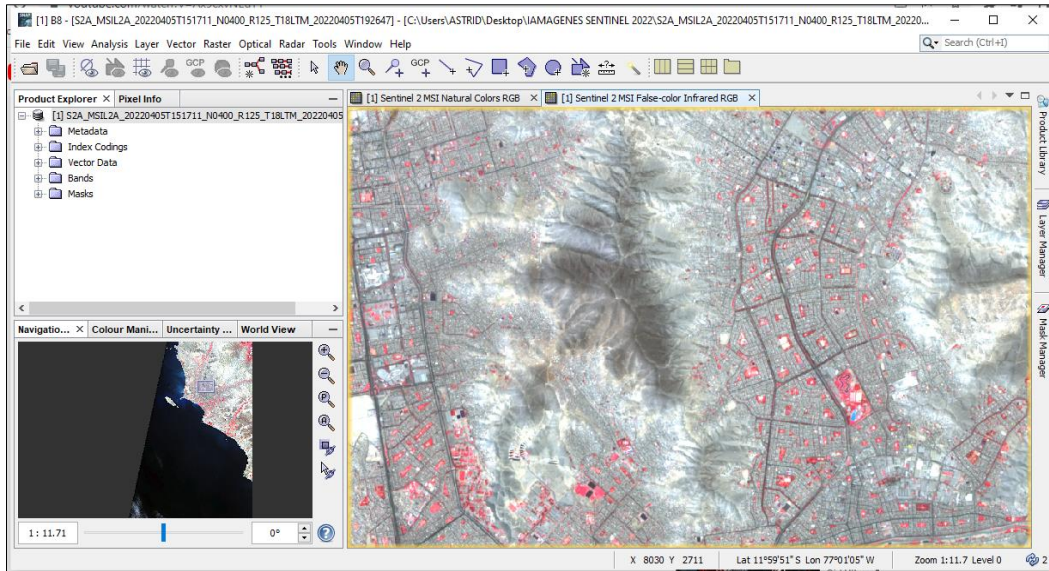 [1] B8 - [S2A_MSIL2A_20220405T151711_N0400_R125_T18LTM_20220405T192647] - [C:\Users\ASTRID\Desktop\IAMAGENES SENTINEL 2022\S2A_MSIL2A_20220405T151711_N0400_R125_T18LTM_20220...
File Edit View Analysis Layer Vector Raster Optical Radar Tools Window Help
Search (Ctrl+I)
GCP GCP
Product Explorer Pixel Info
[1] Sentinel 2 MSI Natural Colors RGB [1] Sentinel 2 MSI False-color Infrared RGB
[1] S2A_MSIL2A_20220405T151711_N0400_R125_T18LTM_20220405
Metadata
Index Codings
Vector Data
Bands
Masks
Product Library
Layer Manager
Mask Manager
Navigatio... Colour Mani... Uncertainty ... World View
1: 11.71
0°
X 8030 Y 2711 Lat 11°59'51" S Lon 77°01'05" W Zoom 1:11.7 Level 0